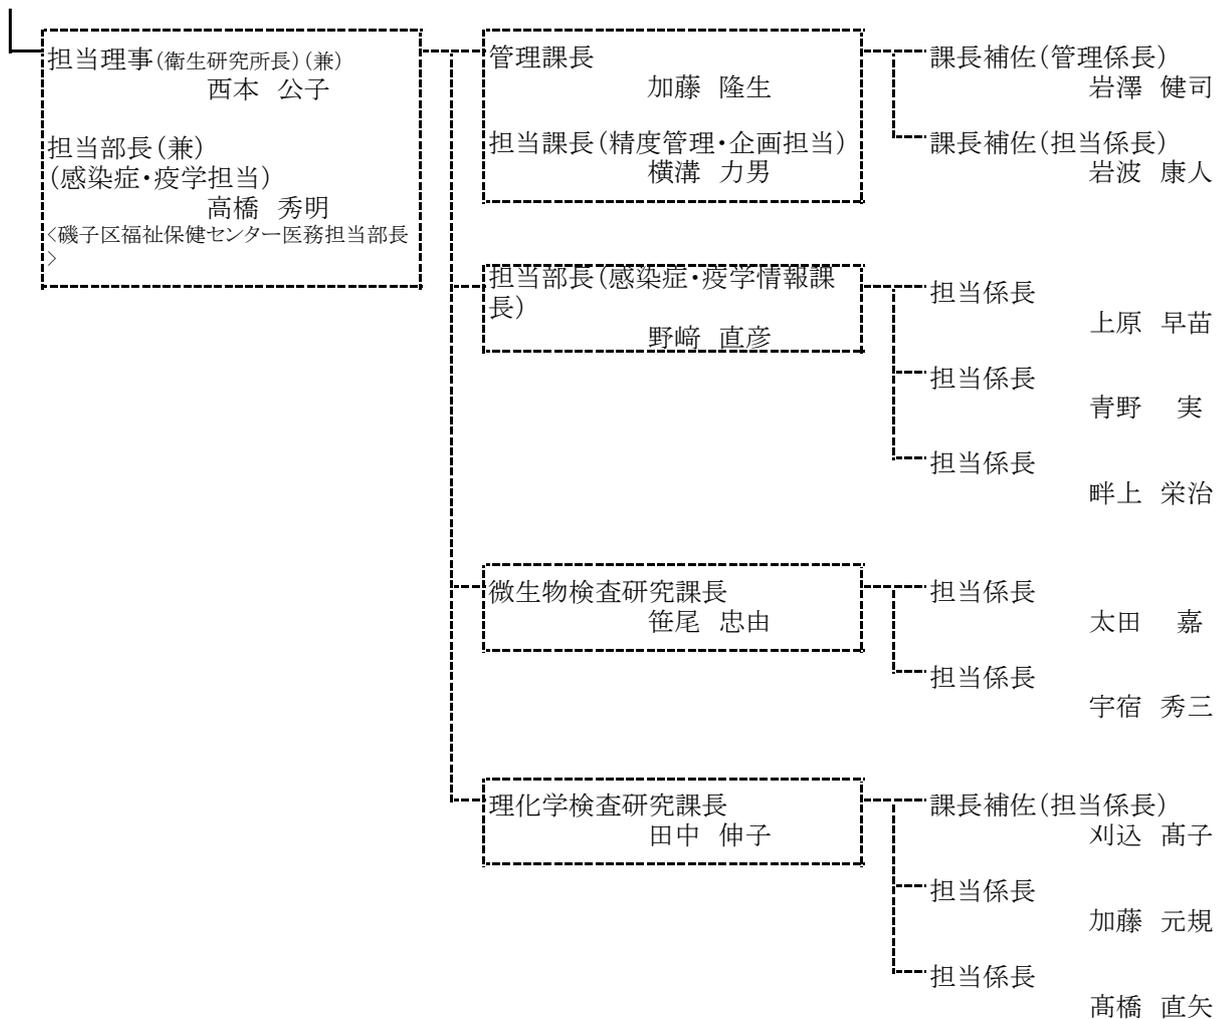 担当理事(衛生研究所長)(兼)
西本 公子
担当部長(兼)
(感染症・疫学担当)
高橋 秀明
<磯子区福祉保健センター医務担当部長
>
管理課長
加藤 隆生
担当課長(精度管理・企画担当)
横溝 力男
課長補佐(管理係長)
岩澤 健司
課長補佐(担当係長)
岩波 康人
担当部長(感染症・疫学情報課
長)
野﨑 直彦
担当係長
上原 早苗
担当係長
青野 実
担当係長
畔上 栄治
微生物検査研究課長
笹尾 忠由
担当係長
太田 嘉
担当係長
宇宿 秀三
理化学検査研究課長
田中 伸子
課長補佐(担当係長)
刈込 髙子
担当係長
加藤 元規
担当係長
髙橋 直矢